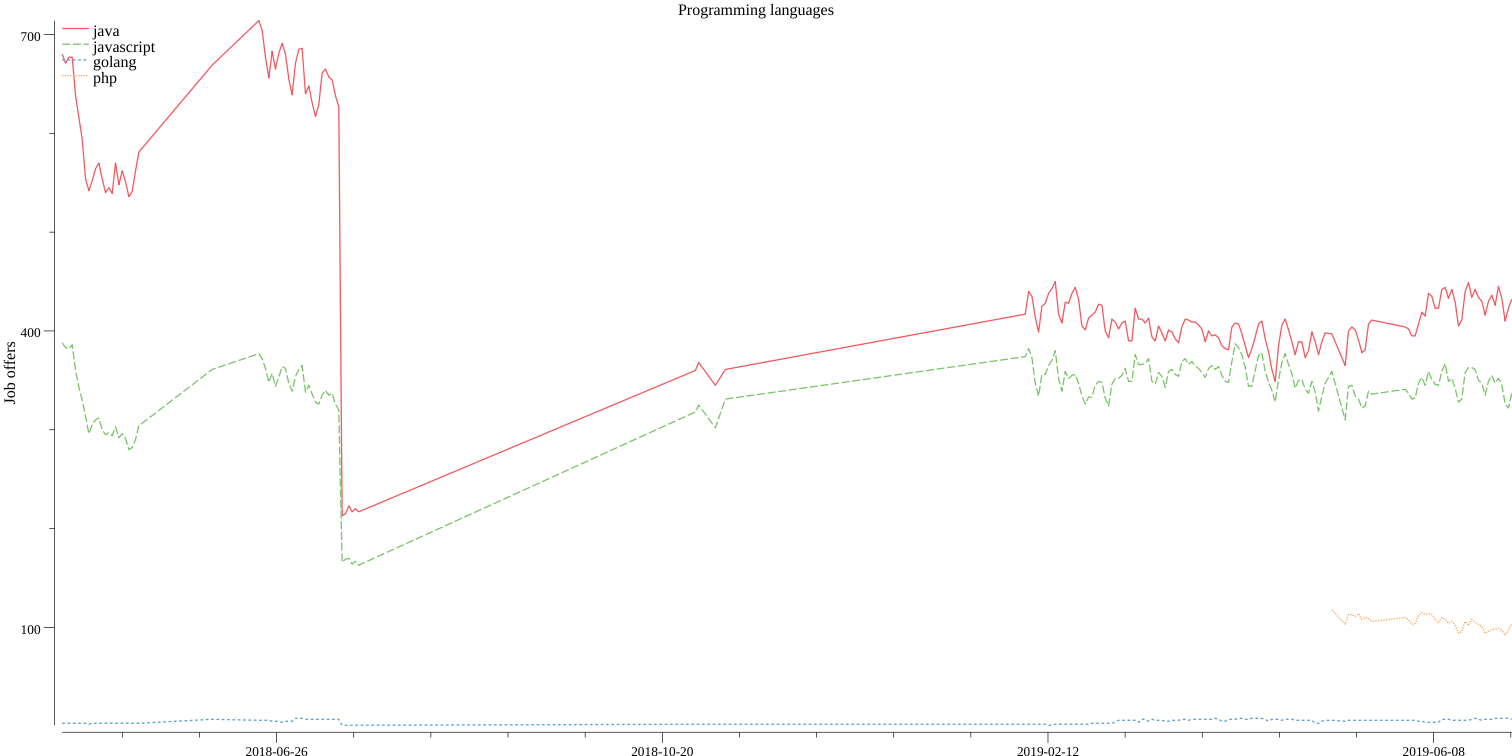 Programming languages
java
javascript
golang
php
700
400
100
Job offers
2018-06-26
2018-10-20
2019-02-12
2019-06-08